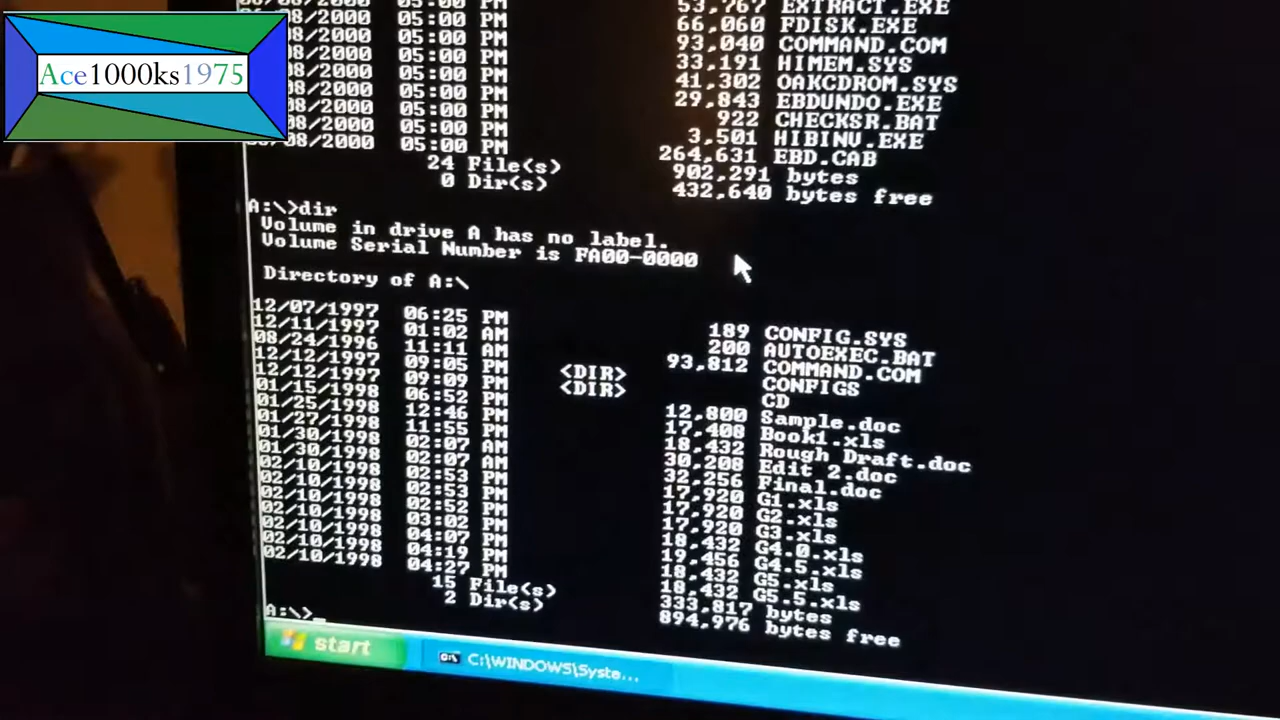 Ace1000ks1975
08/2000 05:00 PM 53,767 EXTRACT.EXE
08/2000 05:00 PM 66,060 FDISK.EXE
08/2000 05:00 PM 93,040 COMMAND.COM
08/2000 05:00 PM 33,191 HIMEM.SYS
08/2000 05:00 PM 41,302 OAKCDROM.SYS
08/2000 05:00 PM 29,843 EBDUNDO.EXE
08/2000 05:00 PM 922 CHECKSR.BAT
08/2000 05:00 PM 3,501 HIBINV.EXE
08/2000 05:00 PM 264,631 EBD.CAB
24 File(s) 902,291 bytes
0 Dir(s) 432,640 bytes free
A:\>dir
Volume in drive A has no label.
Volume Serial Number is FA00-0000
Directory of A:\
12/07/1997 06:25 PM 189 CONFIG.SYS
12/11/1997 01:02 AM 200 AUTOEXEC.BAT
08/24/1996 11:11 AM 93,812 COMMAND.COM
12/12/1997 09:05 PM <DIR> CONFIGS
12/12/1997 09:09 PM <DIR> CD
01/15/1998 06:52 PM 12,800 Sample.doc
01/25/1998 12:46 PM 17,408 Book1.xls
01/27/1998 11:55 PM 18,432 Rough Draft.doc
01/30/1998 02:07 AM 30,208 Edit 2.doc
01/30/1998 02:07 AM 32,256 Final.doc
02/10/1998 02:53 PM 17,920 G1.xls
02/10/1998 02:53 PM 17,920 G2.xls
02/10/1998 02:52 PM 17,920 G3.xls
02/10/1998 03:02 PM 18,432 G4.0.xls
02/10/1998 04:07 PM 19,456 G4.5.xls
02/10/1998 04:19 PM 18,432 G5.xls
02/10/1998 04:27 PM 18,432 G5.5.xls
15 File(s) 333,817 bytes
2 Dir(s) 894,976 bytes free
A:\>_
start C:\WINDOWS\Syste...